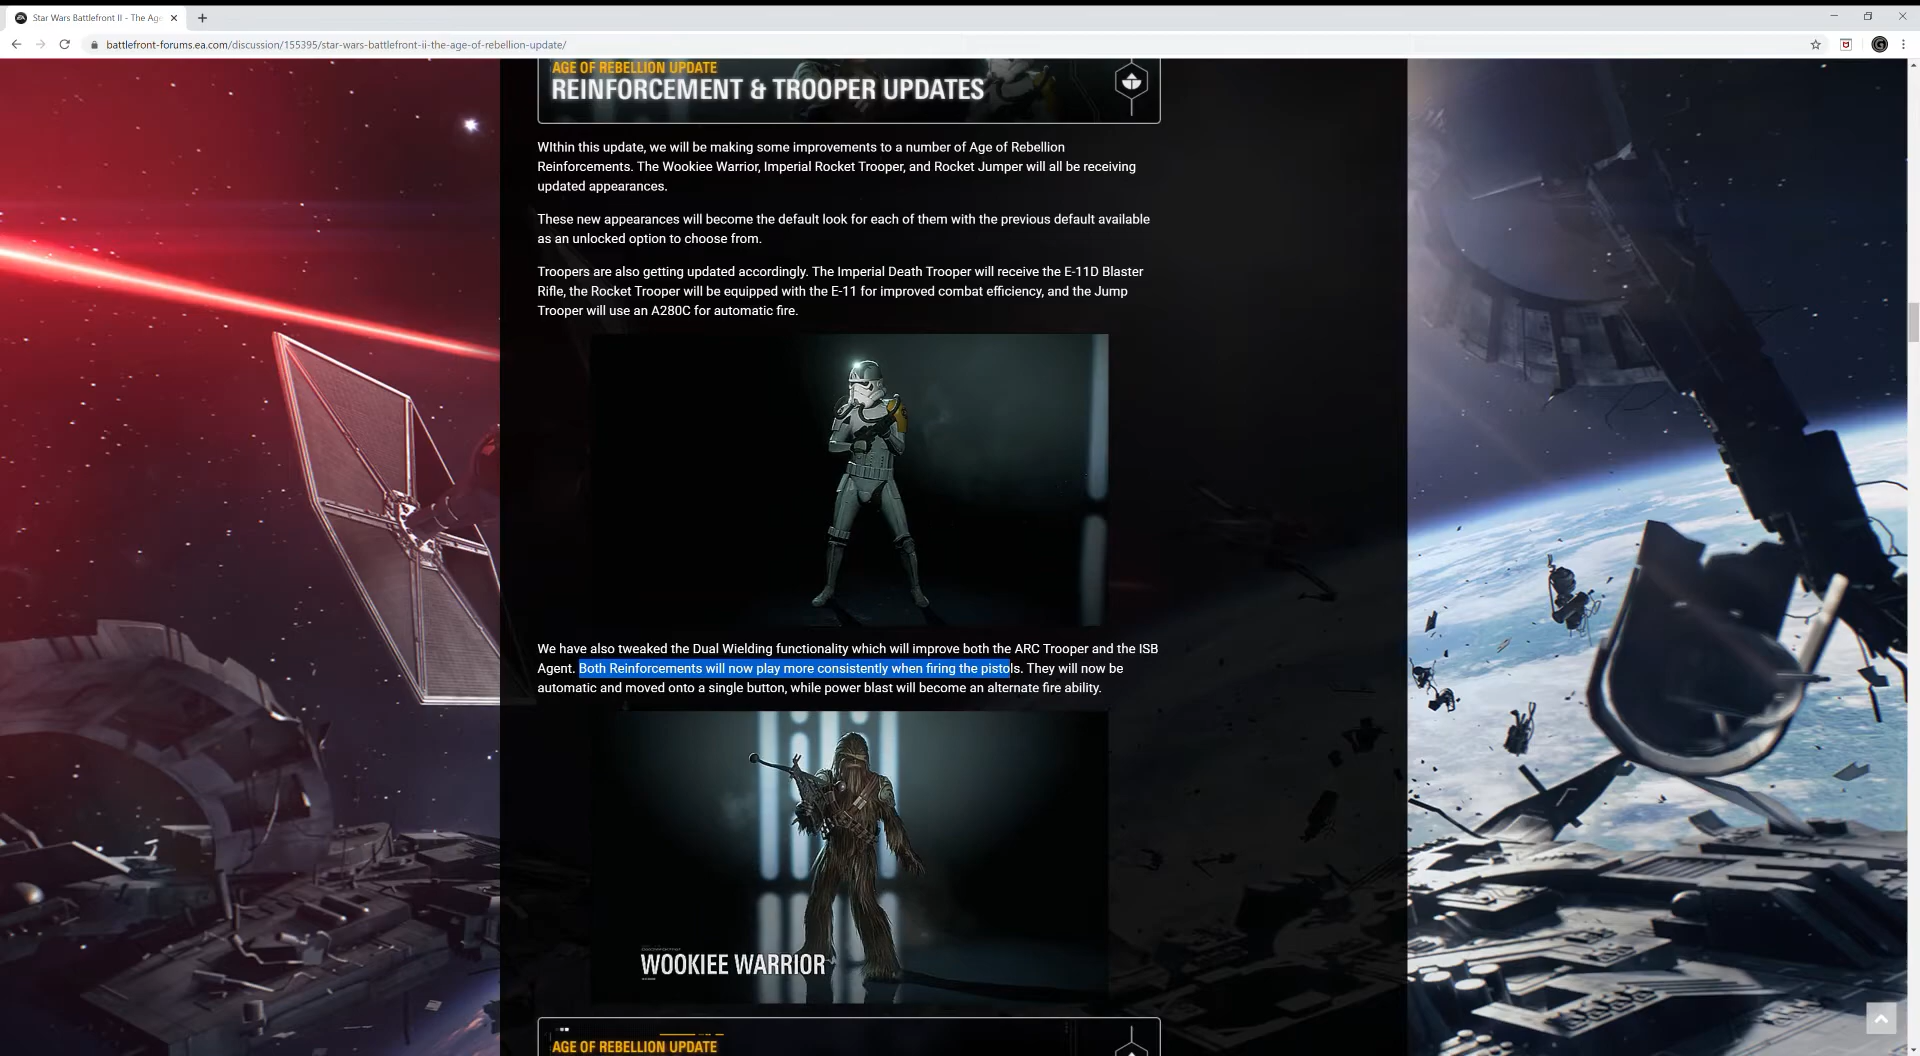 Star Wars Battlefront II - The Age
battlefront-forums.ea.com/discussion/155395/star-wars-battlefront-ii-the-age-of-rebellion-update/
AGE OF REBELLION UPDATE
REINFORCEMENT & TROOPER UPDATES
WIthin this update, we will be making some improvements to a number of Age of Rebellion
Reinforcements. The Wookiee Warrior, Imperial Rocket Trooper, and Rocket Jumper will all be receiving
updated appearances.
These new appearances will become the default look for each of them with the previous default available
as an unlocked option to choose from.
Troopers are also getting updated accordingly. The Imperial Death Trooper will receive the E-11D Blaster
Rifle, the Rocket Trooper will be equipped with the E-11 for improved combat efficiency, and the Jump
Trooper will use an A280C for automatic fire.
We have also tweaked the Dual Wielding functionality which will improve both the ARC Trooper and the ISB
Agent. Both Reinforcements will now play more consistently when firing the pistols. They will now be
automatic and moved onto a single button, while power blast will become an alternate fire ability.
WOOKIEE WARRIOR
AGE OF REBELLION UPDATE